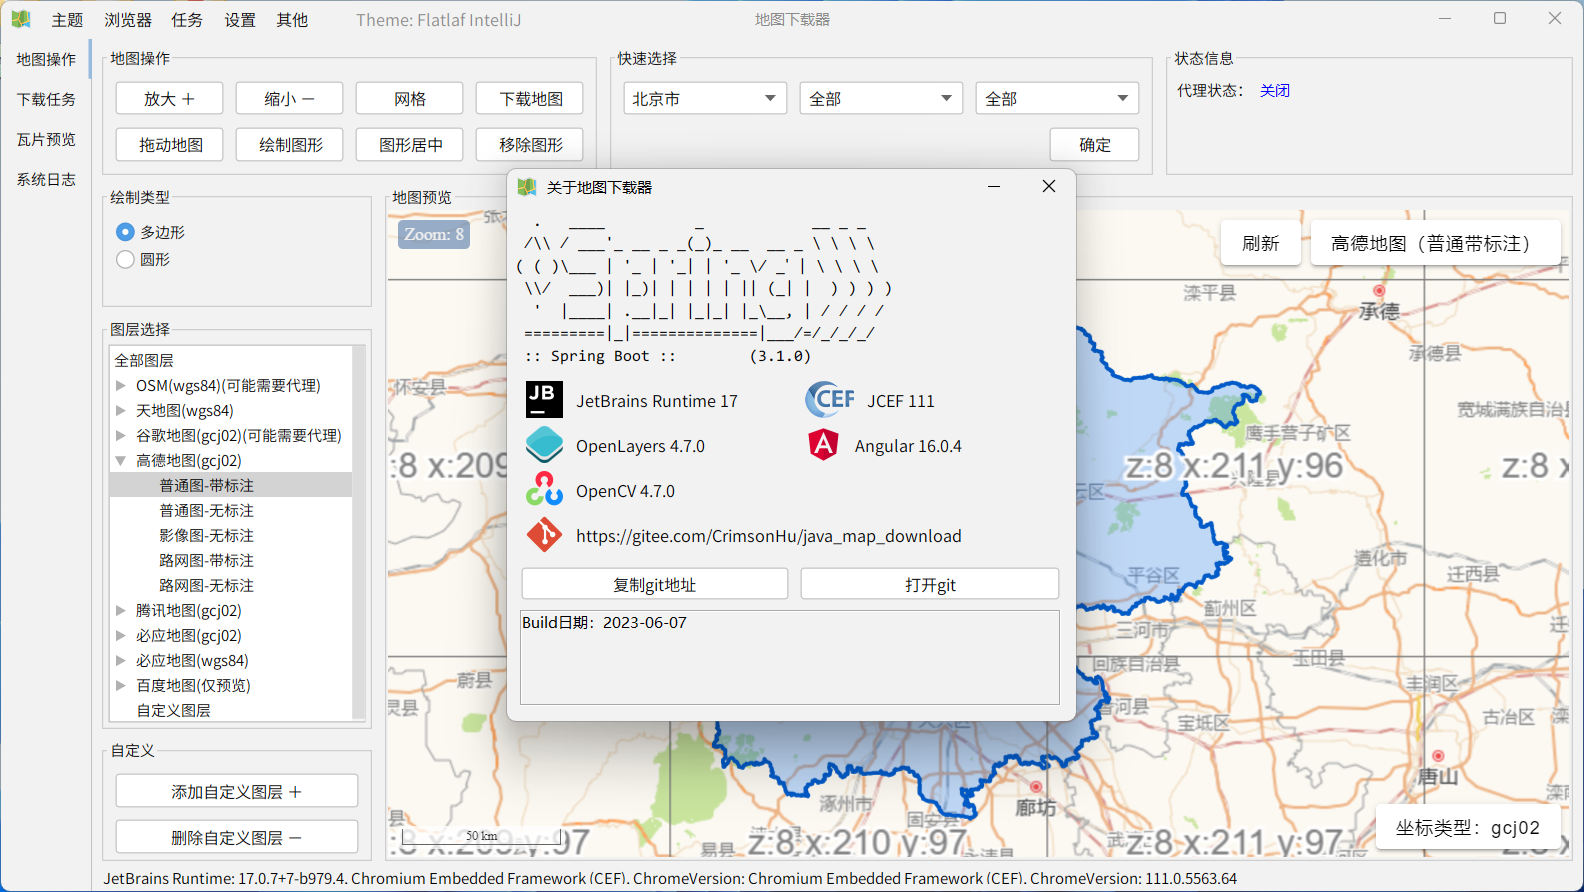 主题 浏览器 任务 设置 其他 Theme: Flatlaf IntelliJ 地图下载器
地图操作
下载任务
瓦片预览
系统日志
地图操作
放大 ＋ 缩小 － 网格 下载地图
拖动地图 绘制图形 图形居中 移除图形
快速选择
北京市 全部 全部
确定
状态信息
代理状态： 关闭
绘制类型
多边形
圆形
图层选择
全部图层
OSM(wgs84)(可能需要代理)
天地图(wgs84)
谷歌地图(gcj02)(可能需要代理)
高德地图(gcj02)
普通图-带标注
普通图-无标注
影像图-无标注
路网图-带标注
路网图-无标注
腾讯地图(gcj02)
必应地图(gcj02)
必应地图(wgs84)
百度地图(仅预览)
自定义图层
自定义
添加自定义图层 ＋
删除自定义图层 －
地图预览
Zoom: 8
刷新 高德地图（普通带标注）
关于地图下载器
:: Spring Boot :: (3.1.0)
JB JetBrains Runtime 17
CEF JCEF 111
OpenLayers 4.7.0
A Angular 16.0.4
OpenCV 4.7.0
https://gitee.com/CrimsonHu/java_map_download
复制git地址 打开git
Build日期：2023-06-07
滦平县
承德
承德县
怀安县
宽城满族自治县
鹰手营子矿区
:8 x:209
z:8 x:211 y:96
z:8 x
兴隆县
云区
遵化市
平谷区
迁西县
蓟州区
三河市
回族自治县
玉田县
蔚县
丰润区
灵县
香河县
宝坻区
古冶区
唐山
涿州市
廊坊
固安县
易县
50 km
:8 x:209 y:97
z:8 x:210 y:97
z:8 x:211 y:97
坐标类型：gcj02
JetBrains Runtime: 17.0.7+7-b979.4. Chromium Embedded Framework (CEF). ChromeVersion: Chromium Embedded Framework (CEF). ChromeVersion: 111.0.5563.64